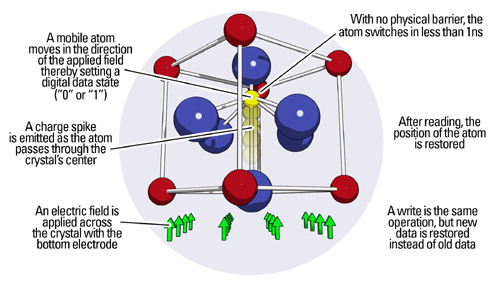 A mobile atom
moves in the direction
of the applied field
thereby setting a
digital data state
("0" or "1")
A charge spike
is emitted as the atom
passes through the
crystal's center
An electric field is
applied across
the crystal with the
bottom electrode
With no physical barrier, the
atom switches in less than 1ns
After reading, the
position of the atom
is restored
A write is the same
operation, but new
data is restored
instead of old data